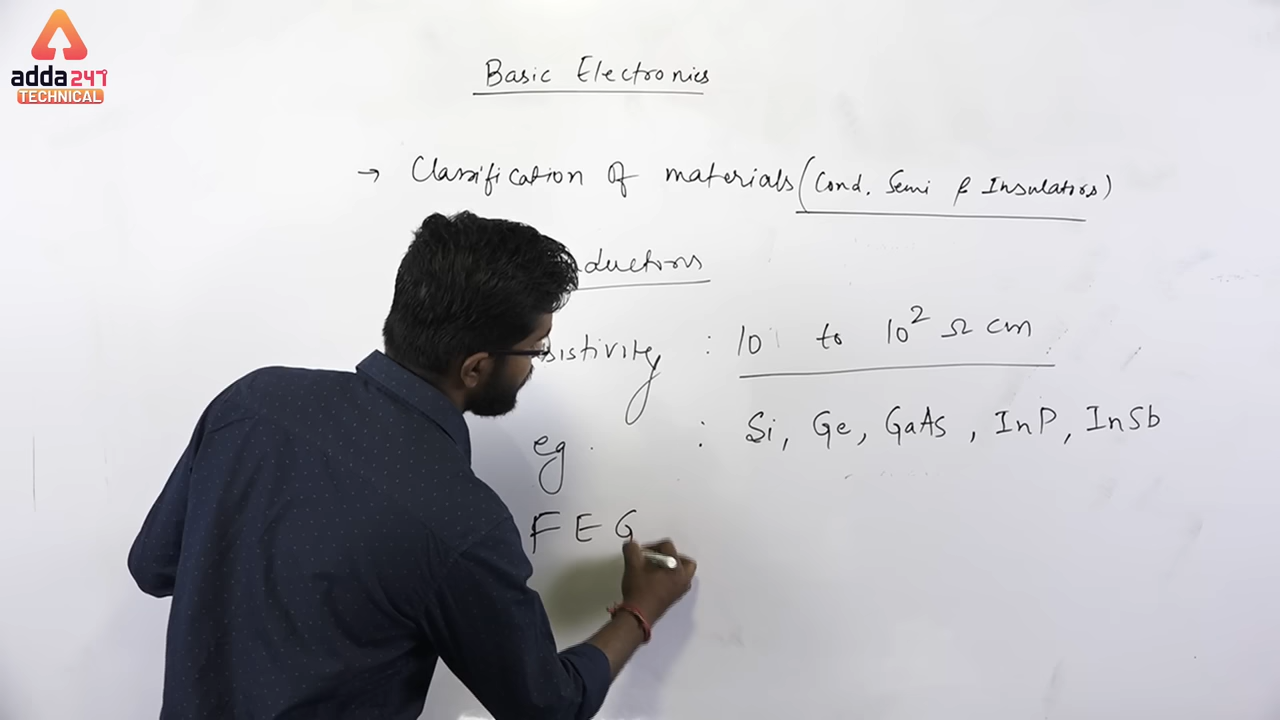 adda247
TECHNICAL
Basic Electronics
→ Classification of materials (Cond. Semi & Insulators)
ductors
sistivity : 10 to 10² Ω cm
eg. : Si, Ge, GaAs, InP, InSb
F E G